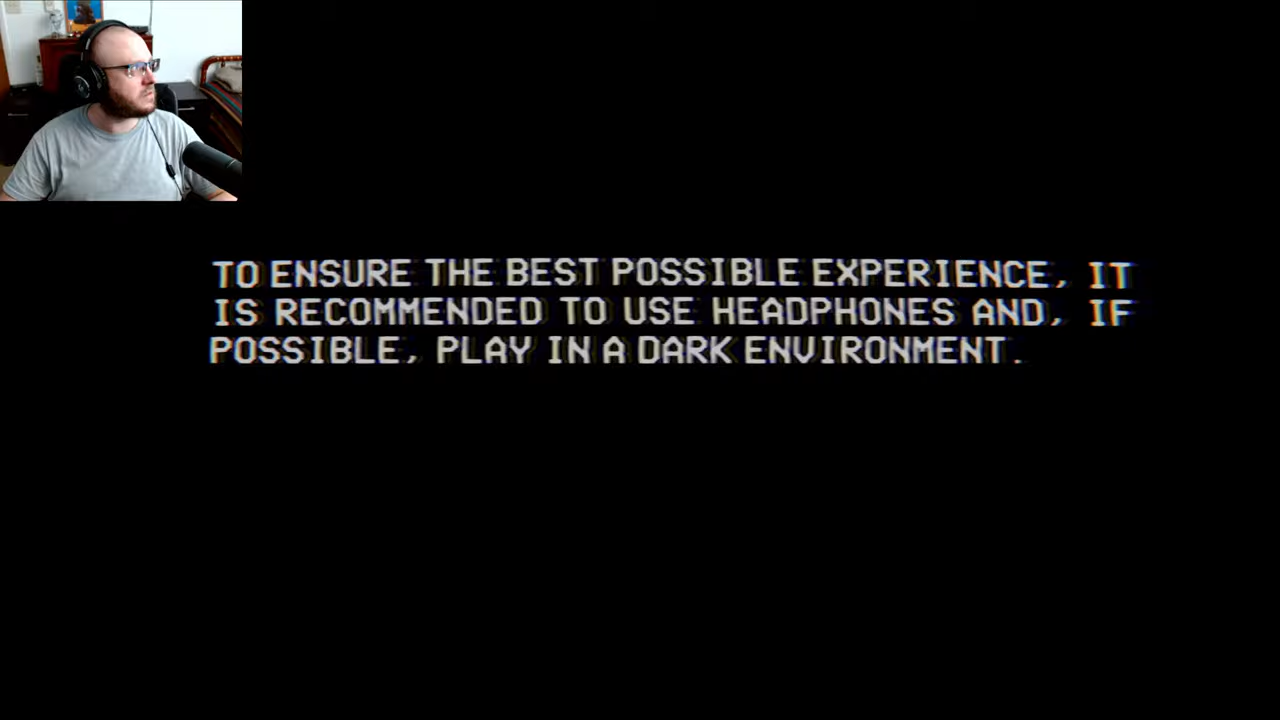 TO ENSURE THE BEST POSSIBLE EXPERIENCE, IT
IS RECOMMENDED TO USE HEADPHONES AND, IF
POSSIBLE, PLAY IN A DARK ENVIRONMENT.